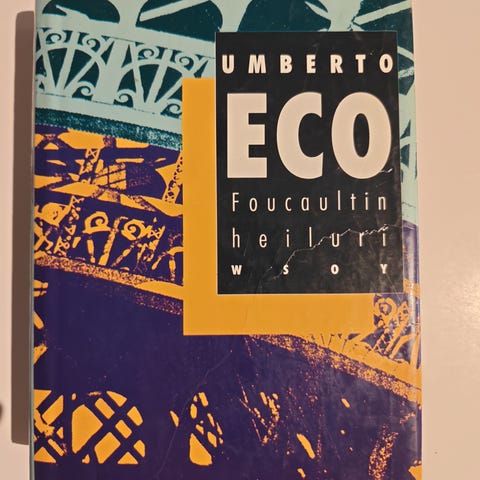 UMBERTO
ECO
Foucaultin
heiluri
WSOY